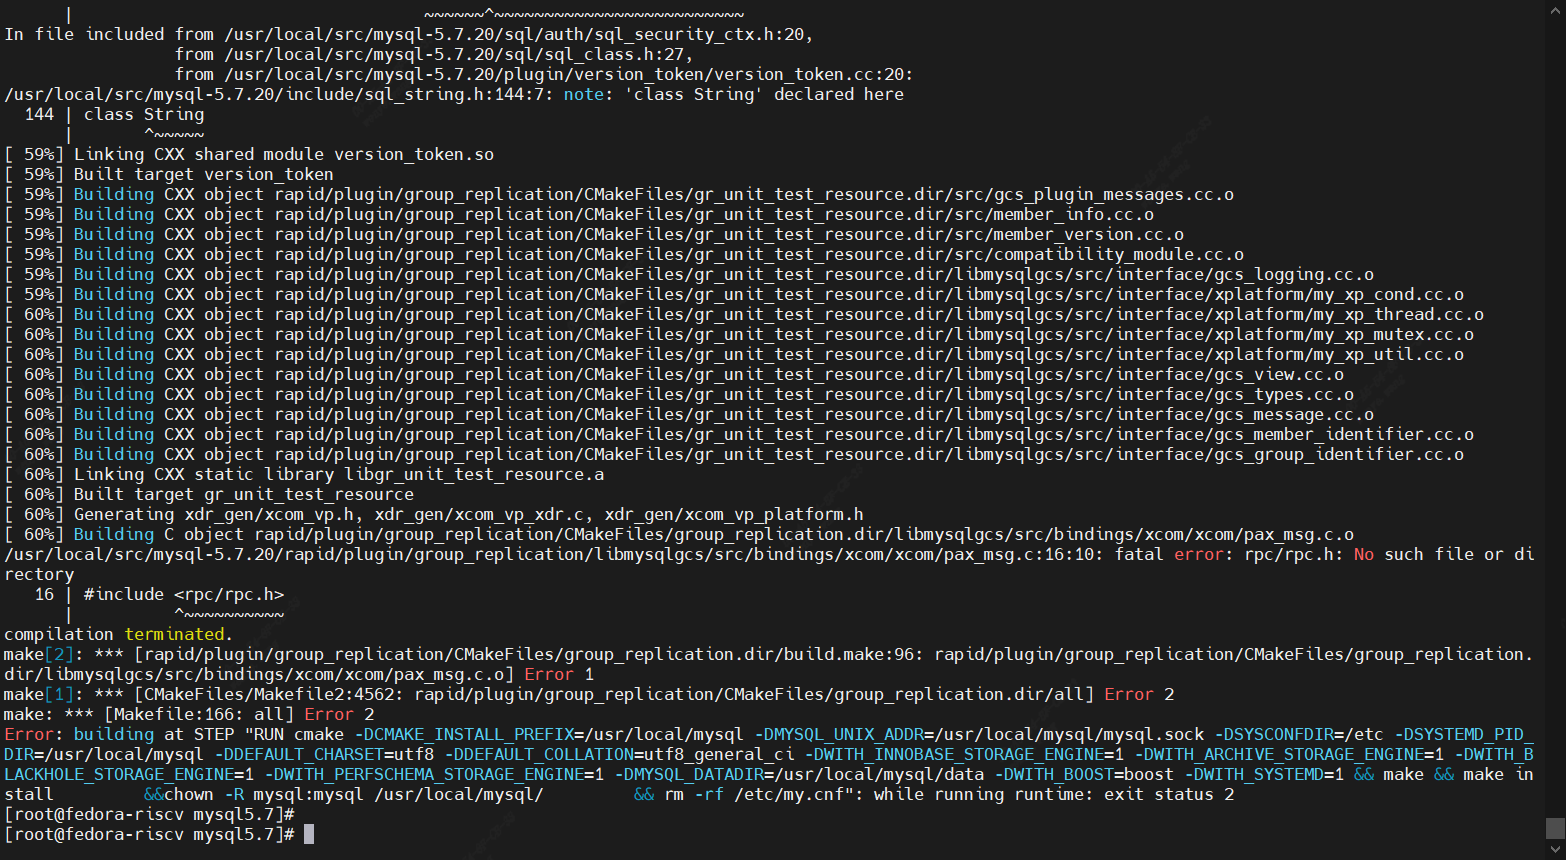 |                                   ~~~~~~^~~~~~~~~~~~~~~~~~~~~~~~~~
In file included from /usr/local/src/mysql-5.7.20/sql/auth/sql_security_ctx.h:20,
                 from /usr/local/src/mysql-5.7.20/sql/sql_class.h:27,
                 from /usr/local/src/mysql-5.7.20/plugin/version_token/version_token.cc:20:
/usr/local/src/mysql-5.7.20/include/sql_string.h:144:7: note: 'class String' declared here
  144 | class String
      |       ^~~~~~
[ 59%] Linking CXX shared module version_token.so
[ 59%] Built target version_token
[ 59%] Building CXX object rapid/plugin/group_replication/CMakeFiles/gr_unit_test_resource.dir/src/gcs_plugin_messages.cc.o
[ 59%] Building CXX object rapid/plugin/group_replication/CMakeFiles/gr_unit_test_resource.dir/src/member_info.cc.o
[ 59%] Building CXX object rapid/plugin/group_replication/CMakeFiles/gr_unit_test_resource.dir/src/member_version.cc.o
[ 59%] Building CXX object rapid/plugin/group_replication/CMakeFiles/gr_unit_test_resource.dir/src/compatibility_module.cc.o
[ 59%] Building CXX object rapid/plugin/group_replication/CMakeFiles/gr_unit_test_resource.dir/libmysqlgcs/src/interface/gcs_logging.cc.o
[ 59%] Building CXX object rapid/plugin/group_replication/CMakeFiles/gr_unit_test_resource.dir/libmysqlgcs/src/interface/xplatform/my_xp_cond.cc.o
[ 60%] Building CXX object rapid/plugin/group_replication/CMakeFiles/gr_unit_test_resource.dir/libmysqlgcs/src/interface/xplatform/my_xp_thread.cc.o
[ 60%] Building CXX object rapid/plugin/group_replication/CMakeFiles/gr_unit_test_resource.dir/libmysqlgcs/src/interface/xplatform/my_xp_mutex.cc.o
[ 60%] Building CXX object rapid/plugin/group_replication/CMakeFiles/gr_unit_test_resource.dir/libmysqlgcs/src/interface/xplatform/my_xp_util.cc.o
[ 60%] Building CXX object rapid/plugin/group_replication/CMakeFiles/gr_unit_test_resource.dir/libmysqlgcs/src/interface/gcs_view.cc.o
[ 60%] Building CXX object rapid/plugin/group_replication/CMakeFiles/gr_unit_test_resource.dir/libmysqlgcs/src/interface/gcs_types.cc.o
[ 60%] Building CXX object rapid/plugin/group_replication/CMakeFiles/gr_unit_test_resource.dir/libmysqlgcs/src/interface/gcs_message.cc.o
[ 60%] Building CXX object rapid/plugin/group_replication/CMakeFiles/gr_unit_test_resource.dir/libmysqlgcs/src/interface/gcs_member_identifier.cc.o
[ 60%] Building CXX object rapid/plugin/group_replication/CMakeFiles/gr_unit_test_resource.dir/libmysqlgcs/src/interface/gcs_group_identifier.cc.o
[ 60%] Linking CXX static library libgr_unit_test_resource.a
[ 60%] Built target gr_unit_test_resource
[ 60%] Generating xdr_gen/xcom_vp.h, xdr_gen/xcom_vp_xdr.c, xdr_gen/xcom_vp_platform.h
[ 60%] Building C object rapid/plugin/group_replication/CMakeFiles/group_replication.dir/libmysqlgcs/src/bindings/xcom/xcom/pax_msg.c.o
/usr/local/src/mysql-5.7.20/rapid/plugin/group_replication/libmysqlgcs/src/bindings/xcom/xcom/pax_msg.c:16:10: fatal error: rpc/rpc.h: No such file or di
rectory
   16 | #include <rpc/rpc.h>
      |          ^~~~~~~~~~~
compilation terminated.
make[2]: *** [rapid/plugin/group_replication/CMakeFiles/group_replication.dir/build.make:96: rapid/plugin/group_replication/CMakeFiles/group_replication.
dir/libmysqlgcs/src/bindings/xcom/xcom/pax_msg.c.o] Error 1
make[1]: *** [CMakeFiles/Makefile2:4562: rapid/plugin/group_replication/CMakeFiles/group_replication.dir/all] Error 2
make: *** [Makefile:166: all] Error 2
Error: building at STEP "RUN cmake -DCMAKE_INSTALL_PREFIX=/usr/local/mysql -DMYSQL_UNIX_ADDR=/usr/local/mysql/mysql.sock -DSYSCONFDIR=/etc -DSYSTEMD_PID_
DIR=/usr/local/mysql -DDEFAULT_CHARSET=utf8 -DDEFAULT_COLLATION=utf8_general_ci -DWITH_INNOBASE_STORAGE_ENGINE=1 -DWITH_ARCHIVE_STORAGE_ENGINE=1 -DWITH_B
LACKHOLE_STORAGE_ENGINE=1 -DWITH_PERFSCHEMA_STORAGE_ENGINE=1 -DMYSQL_DATADIR=/usr/local/mysql/data -DWITH_BOOST=boost -DWITH_SYSTEMD=1 && make && make in
stall         &&chown -R mysql:mysql /usr/local/mysql/         && rm -rf /etc/my.cnf": while running runtime: exit status 2
[root@fedora-riscv mysql5.7]#
[root@fedora-riscv mysql5.7]#